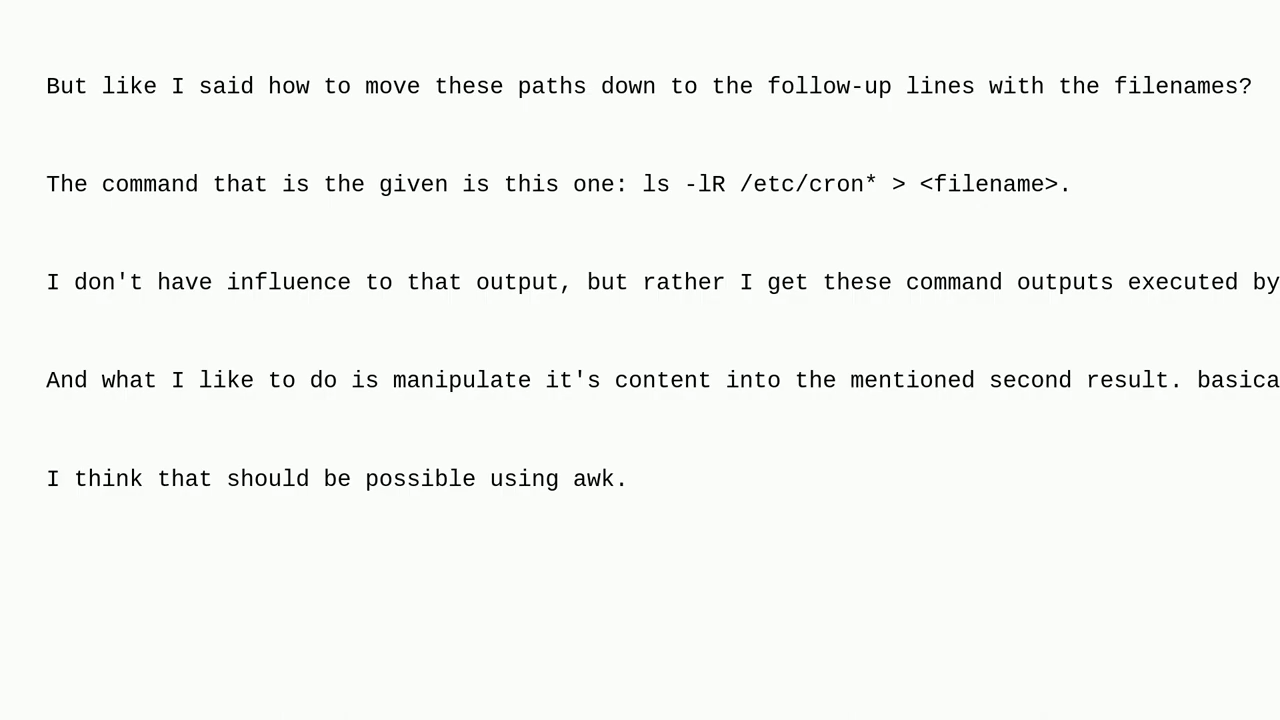 But like I said how to move these paths down to the follow-up lines with the filenames?
The command that is the given is this one: ls -lR /etc/cron* > <filename>.
I don't have influence to that output, but rather I get these command outputs executed by
And what I like to do is manipulate it's content into the mentioned second result. basica
I think that should be possible using awk.